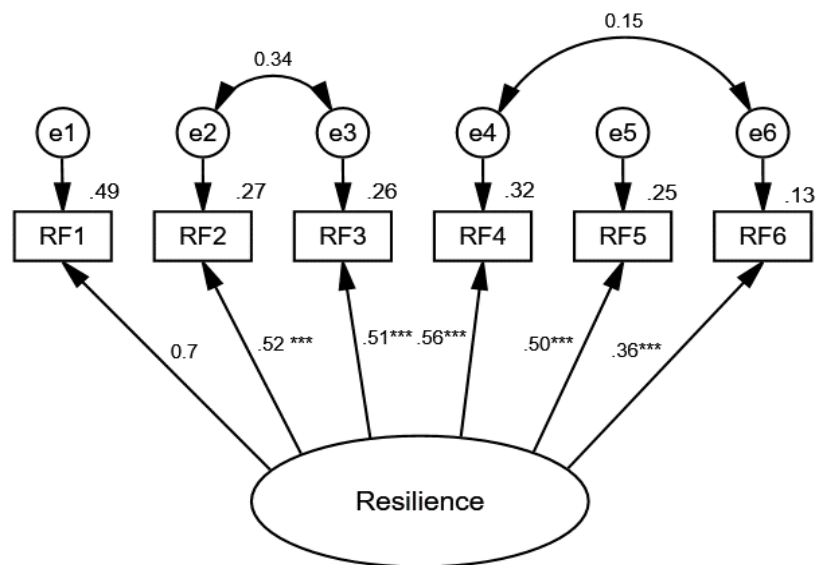 0.15
0.34
e1 e2 e3 e4 e5 e6
.49 .27 .26 .32 .25 .13
RF1 RF2 RF3 RF4 RF5 RF6
0.7 .52 *** .51*** .56*** .50*** .36***
Resilience